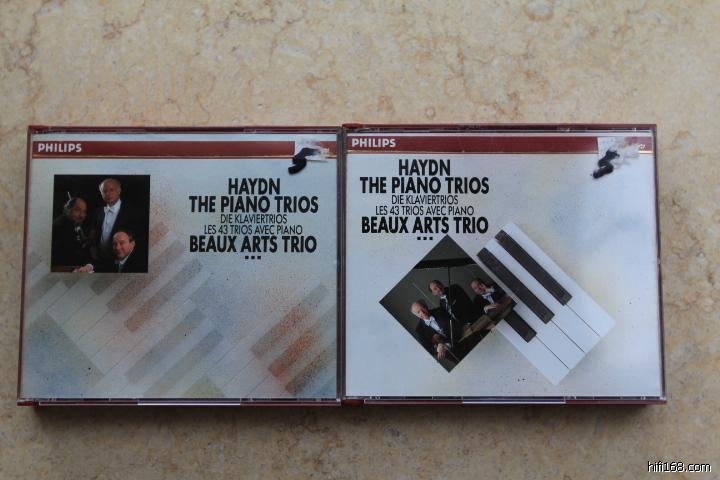 PHILIPS
HAYDN
THE PIANO TRIOS
DIE KLAVIERTRIOS
LES 43 TRIOS AVEC PIANO
BEAUX ARTS TRIO
PHILIPS
HAYDN
THE PIANO TRIOS
DIE KLAVIERTRIOS
LES 43 TRIOS AVEC PIANO
BEAUX ARTS TRIO
hifi168.com